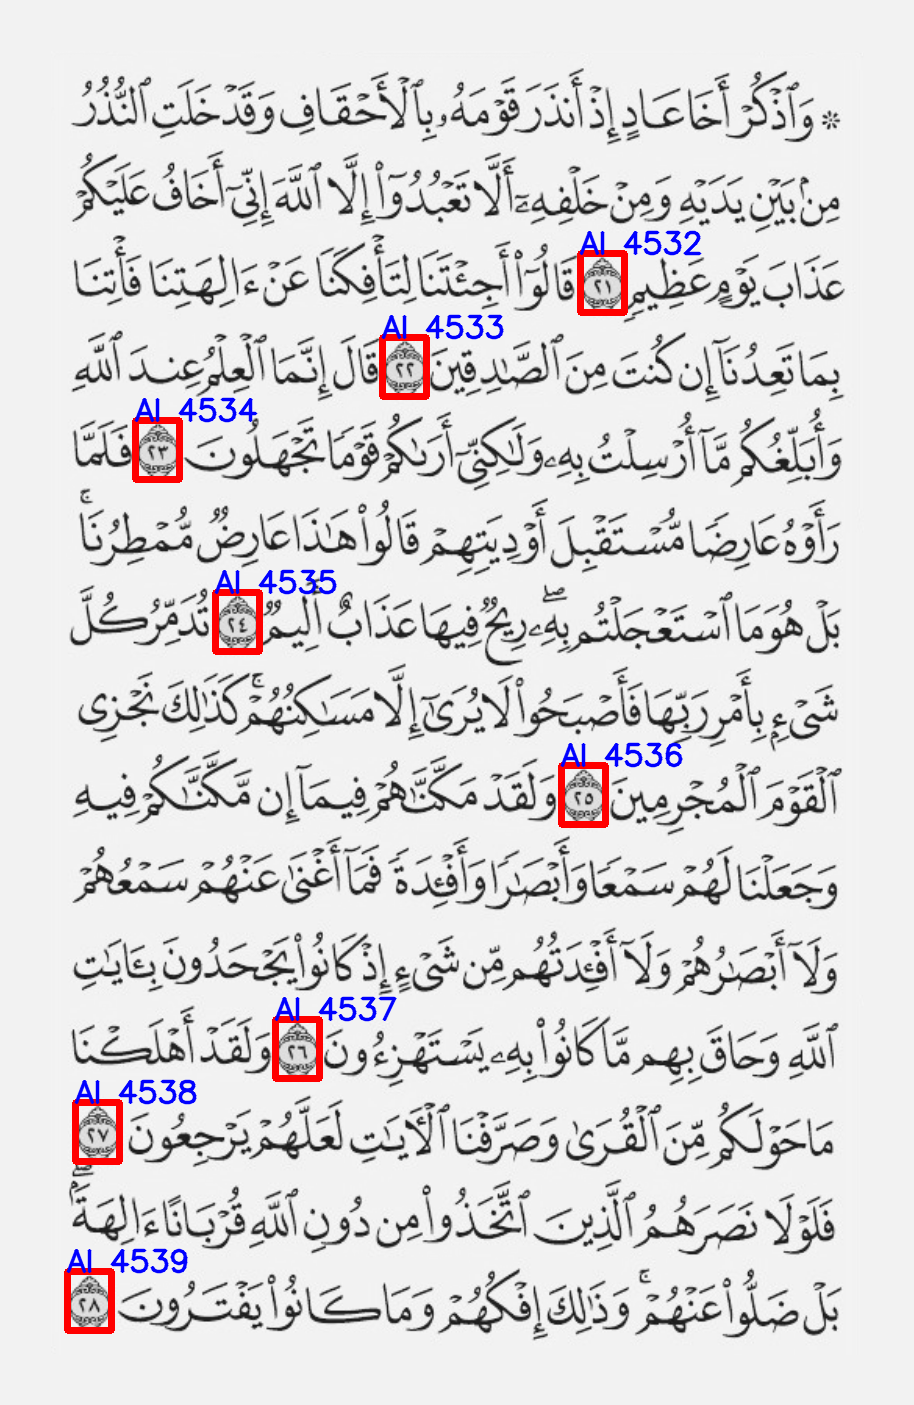 ۞ وَٱذۡكُرۡ أَخَا عَادٍ إِذۡ أَنذَرَ قَوۡمَهُۥ بِٱلۡأَحۡقَافِ وَقَدۡ خَلَتِ ٱلنُّذُرُ
مِنۢ بَيۡنِ يَدَيۡهِ وَمِنۡ خَلۡفِهِۦٓ أَلَّا تَعۡبُدُوٓاْ إِلَّا ٱللَّهَ إِنِّيٓ أَخَافُ عَلَيۡكُمۡ
AI 4532
عَذَابَ يَوۡمٍ عَظِيمٖ ٢١ قَالُوٓاْ أَجِئۡتَنَا لِتَأۡفِكَنَا عَنۡ ءَالِهَتِنَا فَأۡتِنَا
AI 4533
بِمَا تَعِدُنَآ إِن كُنتَ مِنَ ٱلصَّٰدِقِينَ ٢٢ قَالَ إِنَّمَا ٱلۡعِلۡمُ عِندَ ٱللَّهِ
AI 4534
وَأُبَلِّغُكُم مَّآ أُرۡسِلۡتُ بِهِۦ وَلَٰكِنِّيٓ أَرَىٰكُمۡ قَوۡمٗا تَجۡهَلُونَ ٢٣ فَلَمَّا
رَأَوۡهُ عَارِضٗا مُّسۡتَقۡبِلَ أَوۡدِيَتِهِمۡ قَالُواْ هَٰذَا عَارِضٞ مُّمۡطِرُنَاۚ
AI 4535
بَلۡ هُوَ مَا ٱسۡتَعۡجَلۡتُم بِهِۦۖ رِيحٞ فِيهَا عَذَابٌ أَلِيمٞ ٢٤ تُدَمِّرُ كُلَّ
شَيۡءِۭ بِأَمۡرِ رَبِّهَا فَأَصۡبَحُواْ لَا يُرَىٰٓ إِلَّا مَسَٰكِنُهُمۡۚ كَذَٰلِكَ نَجۡزِي
AI 4536
ٱلۡقَوۡمَ ٱلۡمُجۡرِمِينَ ٢٥ وَلَقَدۡ مَكَّنَّٰهُمۡ فِيمَآ إِن مَّكَّنَّٰكُمۡ فِيهِ
وَجَعَلۡنَا لَهُمۡ سَمۡعٗا وَأَبۡصَٰرٗا وَأَفۡـِٔدَةٗ فَمَآ أَغۡنَىٰ عَنۡهُمۡ سَمۡعُهُمۡ
وَلَآ أَبۡصَٰرُهُمۡ وَلَآ أَفۡـِٔدَتُهُم مِّن شَيۡءٍ إِذۡ كَانُواْ يَجۡحَدُونَ بِـَٔايَٰتِ
AI 4537
ٱللَّهِ وَحَاقَ بِهِم مَّا كَانُواْ بِهِۦ يَسۡتَهۡزِءُونَ ٢٦ وَلَقَدۡ أَهۡلَكۡنَا
AI 4538
مَا حَوۡلَكُم مِّنَ ٱلۡقُرَىٰ وَصَرَّفۡنَا ٱلۡأٓيَٰتِ لَعَلَّهُمۡ يَرۡجِعُونَ ٢٧
فَلَوۡلَا نَصَرَهُمُ ٱلَّذِينَ ٱتَّخَذُواْ مِن دُونِ ٱللَّهِ قُرۡبَانًا ءَالِهَةَۢۖ
AI 4539
بَلۡ ضَلُّواْ عَنۡهُمۡۚ وَذَٰلِكَ إِفۡكُهُمۡ وَمَا كَانُواْ يَفۡتَرُونَ ٢٨